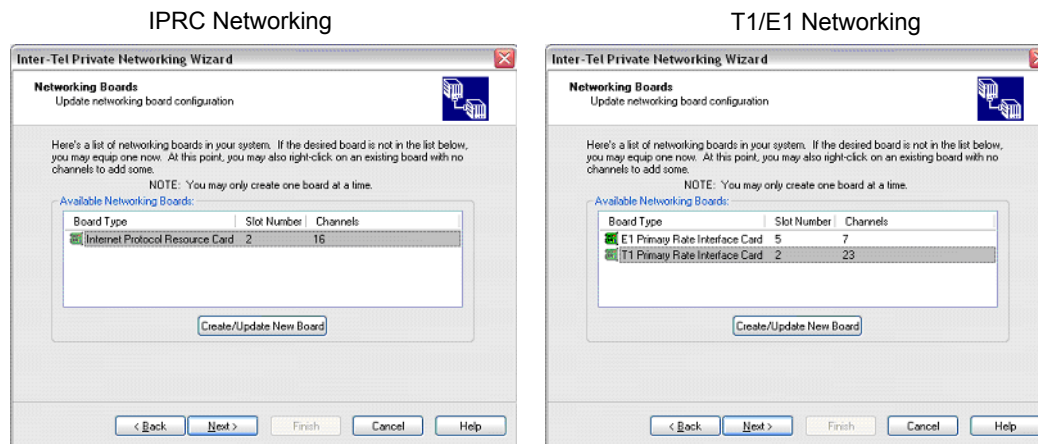 IPRC Networking
Inter-Tel Private Networking Wizard
Networking Boards
Update networking board configuration
Here's a list of networking boards in your system. If the desired board is not in the list below,
you may equip one now. At this point, you may also right-click on an existing board with no
channels to add some.
NOTE: You may only create one board at a time.
Available Networking Boards:
Board Type Slot Number Channels
Internet Protocol Resource Card 2 16
Create/Update New Board
< Back Next > Finish Cancel Help
T1/E1 Networking
Inter-Tel Private Networking Wizard
Networking Boards
Update networking board configuration
Here's a list of networking boards in your system. If the desired board is not in the list below,
you may equip one now. At this point, you may also right-click on an existing board with no
channels to add some.
NOTE: You may only create one board at a time.
Available Networking Boards:
Board Type Slot Number Channels
E1 Primary Rate Interface Card 5 7
T1 Primary Rate Interface Card 2 23
Create/Update New Board
< Back Next > Finish Cancel Help